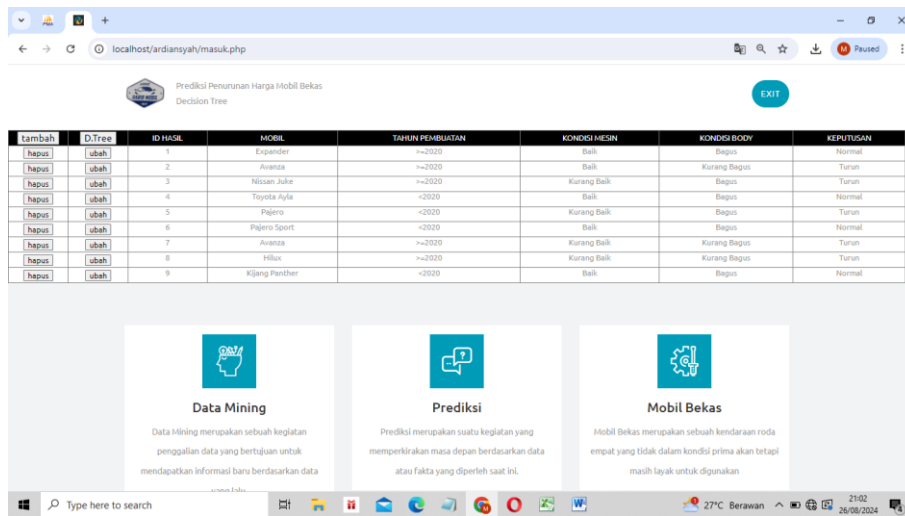 localhost/ardiansyah/masuk.php
Paused
Prediksi Penurunan Harga Mobil Bekas
Decision Tree
EXIT
tambah D.Tree ID HASIL MOBIL TAHUN PEMBUATAN KONDISI MESIN KONDISI BODY KEPUTUSAN
hapus ubah 1 Expander >=2020 Baik Bagus Normal
hapus ubah 2 Avanza >=2020 Baik Kurang Bagus Turun
hapus ubah 3 Nissan Juke >=2020 Kurang Baik Bagus Turun
hapus ubah 4 Toyota Ayla <2020 Baik Bagus Normal
hapus ubah 5 Pajero <2020 Kurang Baik Bagus Turun
hapus ubah 6 Pajero Sport <2020 Baik Bagus Normal
hapus ubah 7 Avanza >=2020 Kurang Baik Kurang Bagus Turun
hapus ubah 8 Hilux >=2020 Kurang Baik Kurang Bagus Turun
hapus ubah 9 Kijang Panther <2020 Baik Bagus Normal
Data Mining
Data Mining merupakan sebuah kegiatan
penggalian data yang bertujuan untuk
mendapatkan informasi baru berdasarkan data
yang lalu
Prediksi
Prediksi merupakan suatu kegiatan yang
memperkirakan masa depan berdasarkan data
atau fakta yang diperleh saat ini.
Mobil Bekas
Mobil Bekas merupakan sebuah kendaraan roda
empat yang tidak dalam kondisi prima akan tetapi
masih layak untuk digunakan
Type here to search
27°C Berawan
21:02
26/08/2024